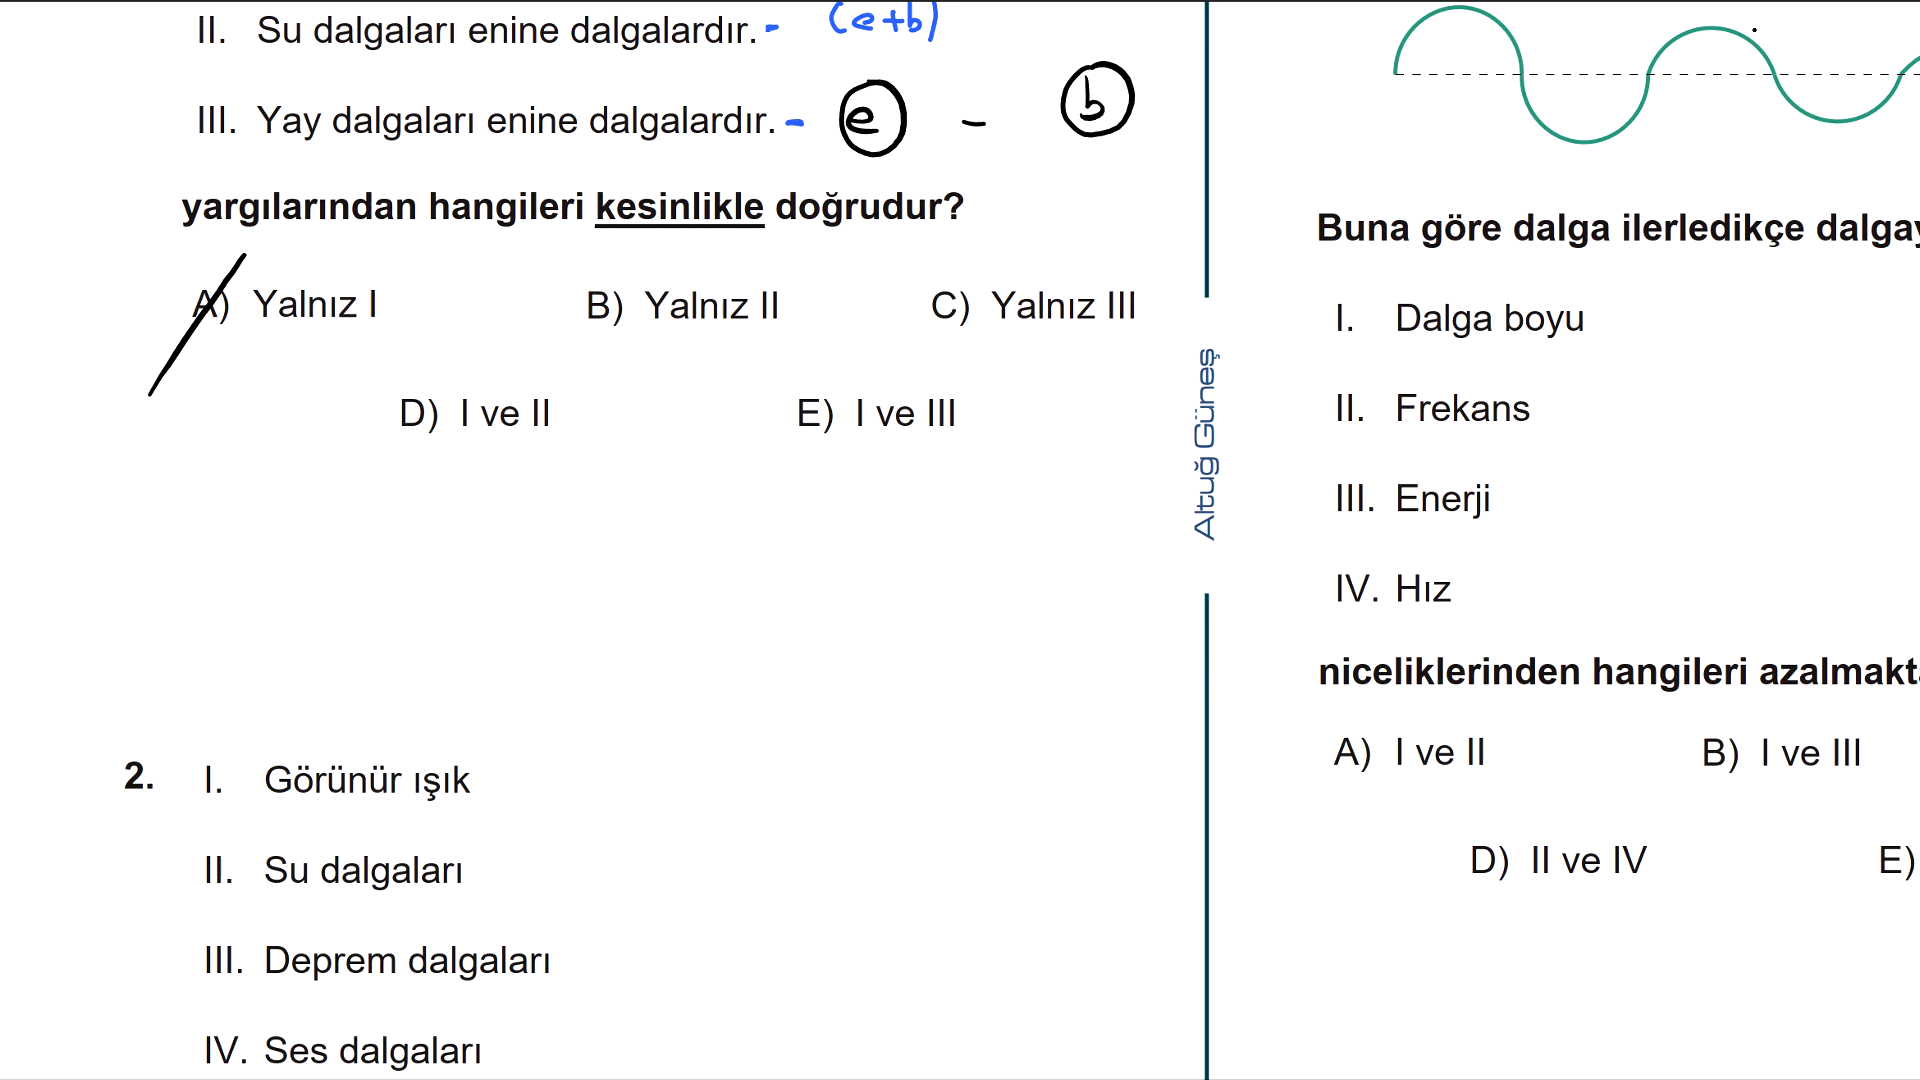 II. Su dalgaları enine dalgalardır. - (e+b)
III. Yay dalgaları enine dalgalardır. - e - b
yargılarından hangileri kesinlikle doğrudur?
A) Yalnız I B) Yalnız II C) Yalnız III
D) I ve II E) I ve III
2. I. Görünür ışık
II. Su dalgaları
III. Deprem dalgaları
IV. Ses dalgaları
Altuğ Güneş
Buna göre dalga ilerledikçe
I. Dalga boyu
II. Frekans
III. Enerji
IV. Hız
niceliklerinden hangileri
A) I ve II B) I ve III
D) II ve IV E)